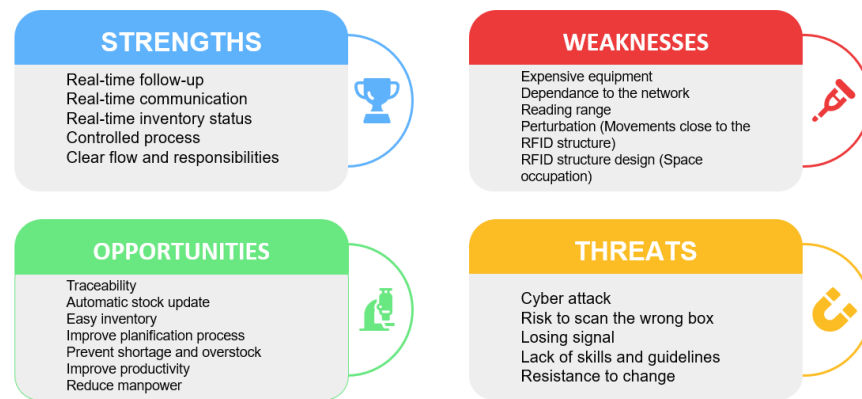 STRENGTHS
Real-time follow-up
Real-time communication
Real-time inventory status
Controlled process
Clear flow and responsibilities
WEAKNESSES
Expensive equipment
Dependance to the network
Reading range
Perturbation (Movements close to the
RFID structure)
RFID structure design (Space
occupation)
OPPORTUNITIES
Traceability
Automatic stock update
Easy inventory
Improve planification process
Prevent shortage and overstock
Improve productivity
Reduce manpower
THREATS
Cyber attack
Risk to scan the wrong box
Losing signal
Lack of skills and guidelines
Resistance to change